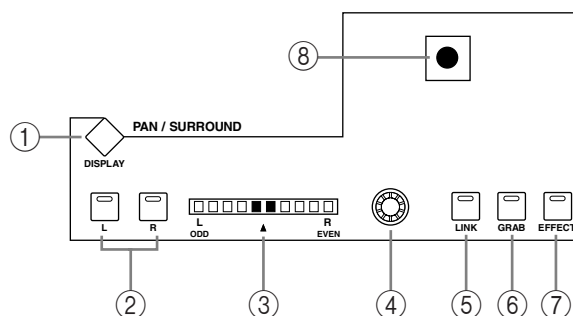 ⑧
① PAN / SURROUND
DISPLAY
L R L ▲ R LINK GRAB EFFECT
ODD EVEN
② ③ ④ ⑤ ⑥ ⑦